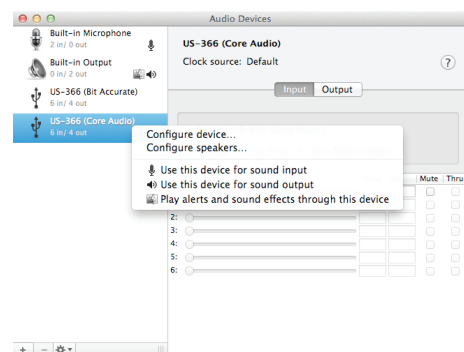 Audio Devices
Built-in Microphone
2 in/ 0 out
Built-in Output
0 in/ 2 out
US-366 (Bit Accurate)
6 in/ 4 out
US-366 (Core Audio)
6 in/ 4 out
US-366 (Core Audio)
Clock source: Default
?
Input
Output
Configure device...
Configure speakers...
Use this device for sound input
Use this device for sound output
Play alerts and sound effects through this device
Mute
Thru
2:
3:
4:
5:
6: